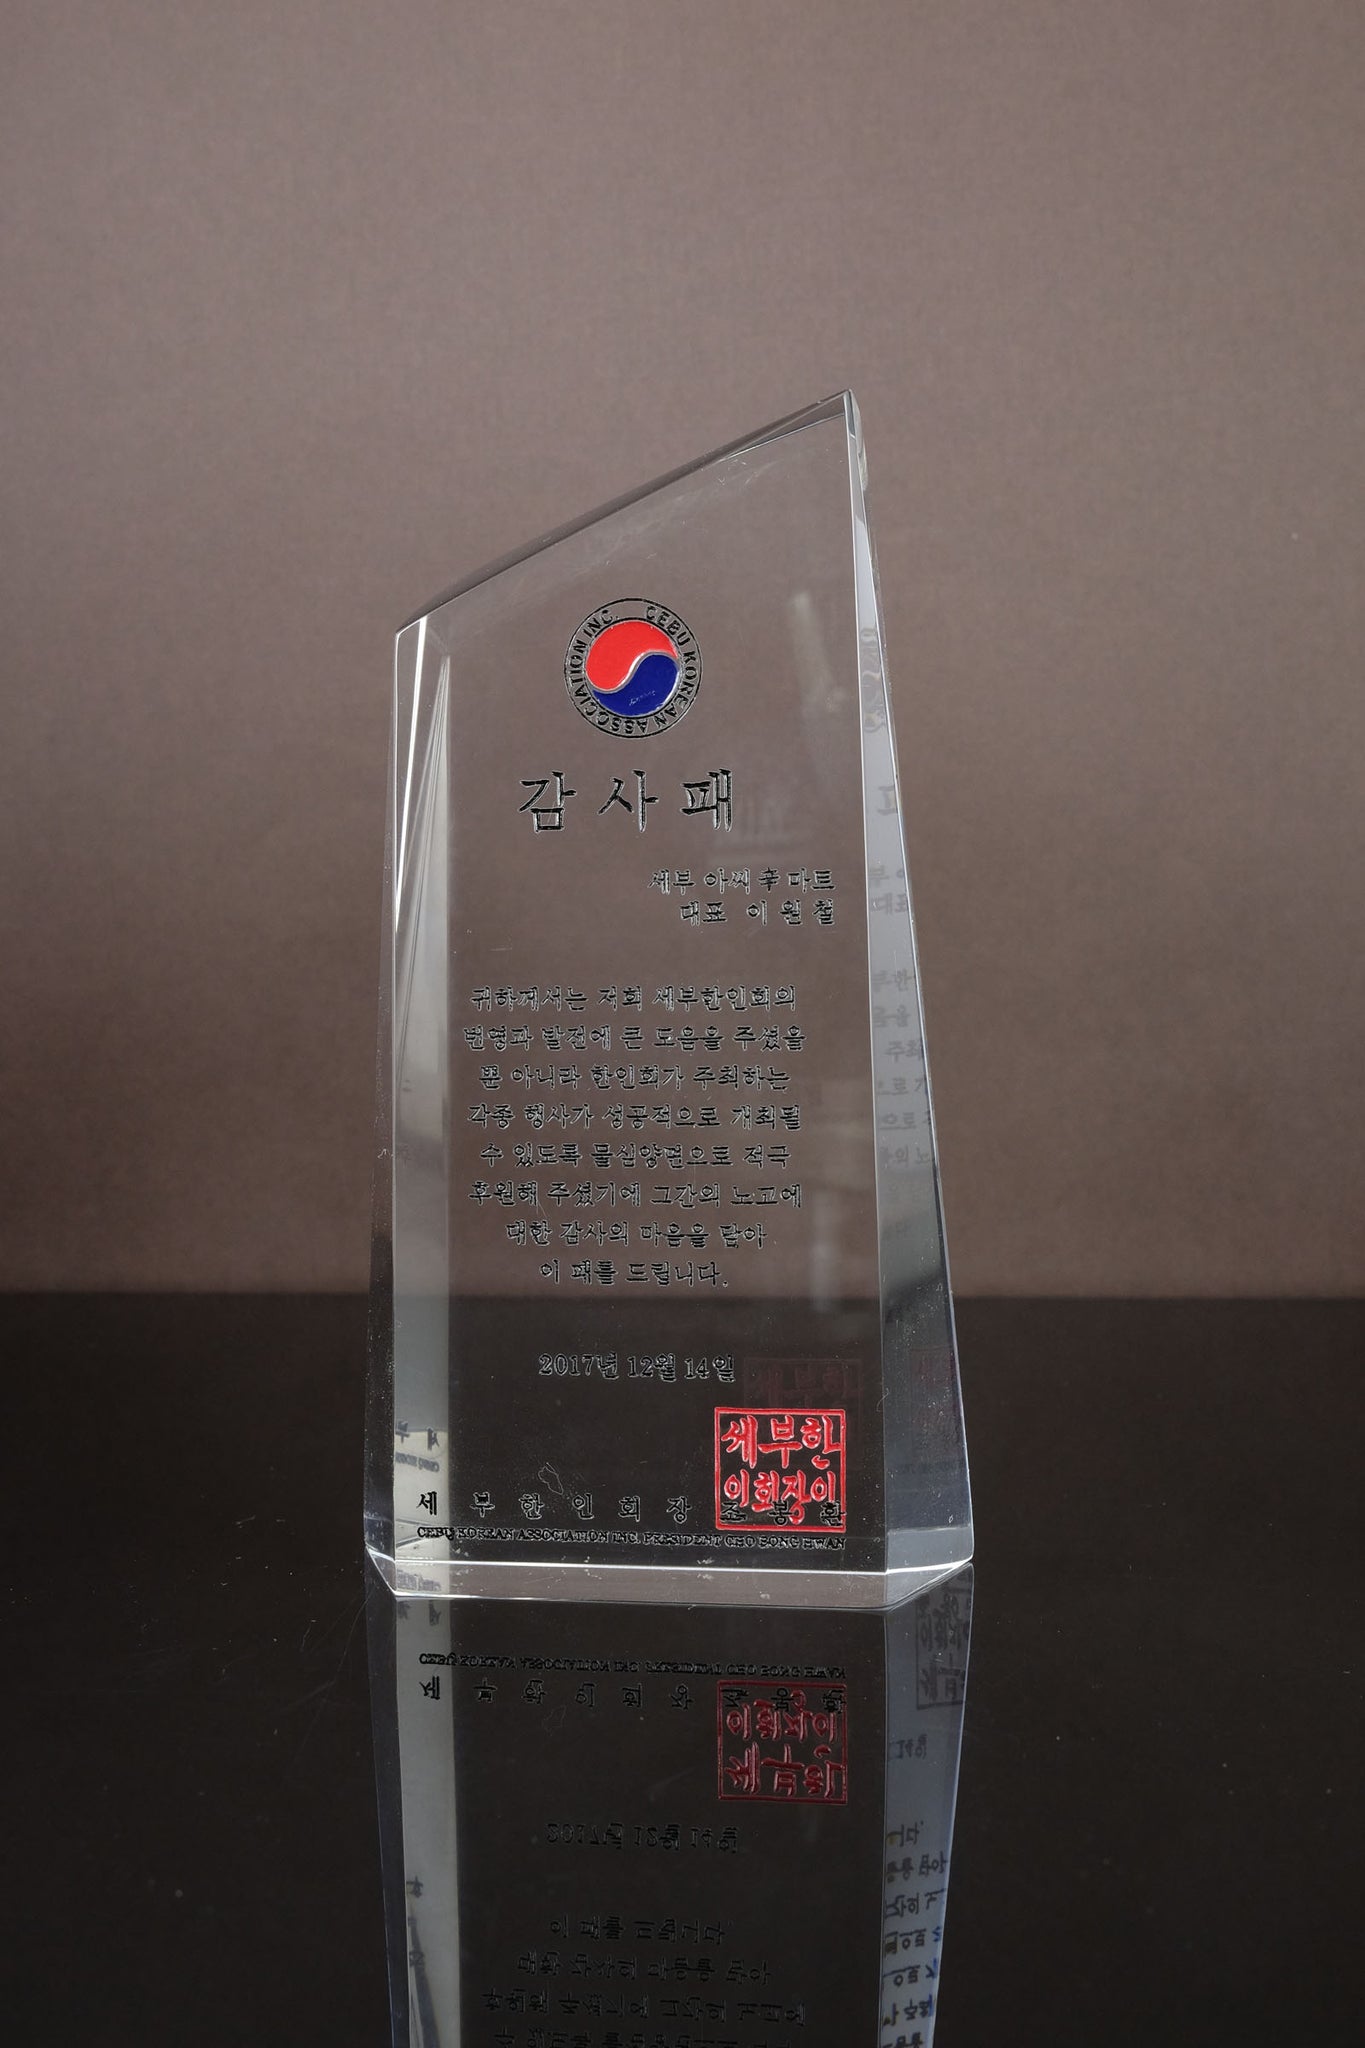 CEBU KOREAN ASSOCIATION INC.
감사패
세부 아씨 후 마트
대표 이원철
귀하께서는 저희 세부한인회의
번영과 발전에 큰 도움을 주셨을
뿐 아니라 한인회가 주최하는
각종 행사가 성공적으로 개최될
수 있도록 물심양면으로 적극
후원해 주셨기에 그간의 노고에
대한 감사의 마음을 담아
이 패를 드립니다.
2017년 12월 14일
세부한
인회장이
세부한인회장 조봉환
CEBU KOREAN ASSOCIATION INC. PRESIDENT CHO BONG HWAN